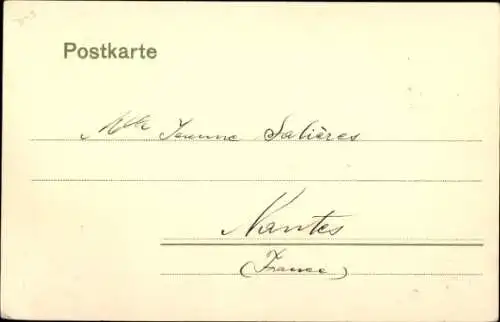 Postkarte
Mlle Jeanne Salières
Nantes
(France)